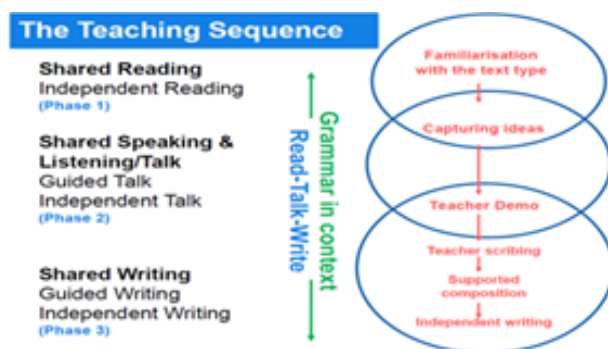 The Teaching Sequence
Shared Reading
Independent Reading
(Phase 1)
Shared Speaking &
Listening/Talk
Guided Talk
Independent Talk
(Phase 2)
Shared Writing
Guided Writing
Independent Writing
(Phase 3)
Grammar in context
Read-Talk-Write
Familiarisation
with the text type
Capturing ideas
Teacher Demo
Teacher scribing
Supported
composition
Independent writing